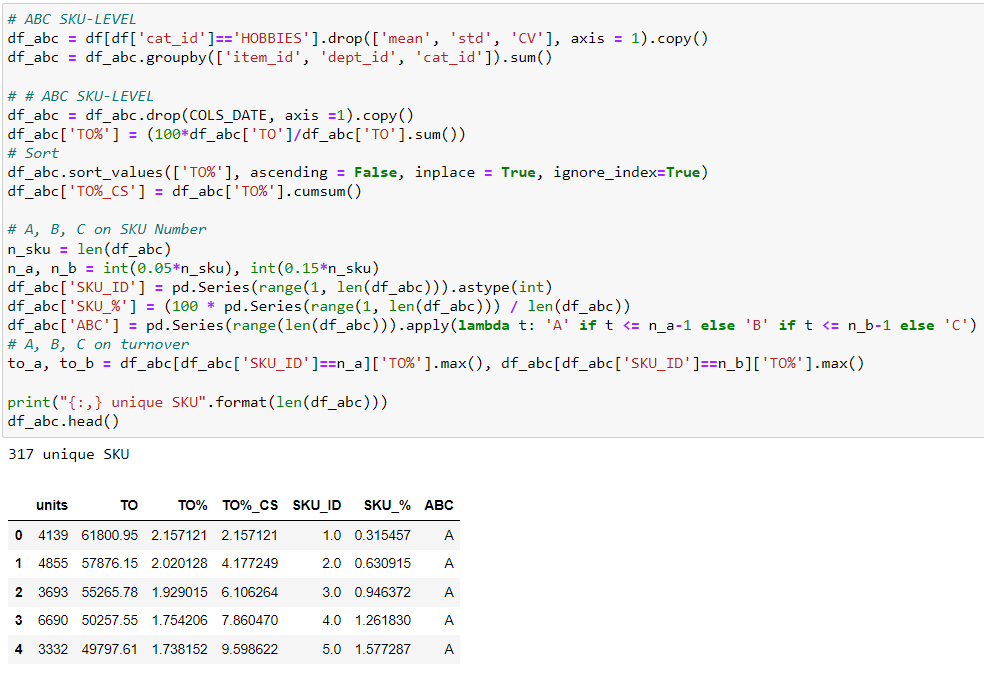 # ABC SKU-LEVEL
df_abc = df[df['cat_id']=='HOBBIES'].drop(['mean', 'std', 'CV'], axis = 1).copy()
df_abc = df_abc.groupby(['item_id', 'dept_id', 'cat_id']).sum()

# # ABC SKU-LEVEL
df_abc = df_abc.drop(COLS_DATE, axis =1).copy()
df_abc['TO%'] = (100*df_abc['TO']/df_abc['TO'].sum())
# Sort
df_abc.sort_values(['TO%'], ascending = False, inplace = True, ignore_index=True)
df_abc['TO%_CS'] = df_abc['TO%'].cumsum()

# A, B, C on SKU Number
n_sku = len(df_abc)
n_a, n_b = int(0.05*n_sku), int(0.15*n_sku)
df_abc['SKU_ID'] = pd.Series(range(1, len(df_abc))).astype(int)
df_abc['SKU_%'] = (100 * pd.Series(range(1, len(df_abc))) / len(df_abc))
df_abc['ABC'] = pd.Series(range(len(df_abc))).apply(lambda t: 'A' if t <= n_a-1 else 'B' if t <= n_b-1 else 'C')
# A, B, C on turnover
to_a, to_b = df_abc[df_abc['SKU_ID']==n_a]['TO%'].max(), df_abc[df_abc['SKU_ID']==n_b]['TO%'].max()

print("{:,} unique SKU".format(len(df_abc)))
df_abc.head()
317 unique SKU
units TO TO% TO%_CS SKU_ID SKU_% ABC
0 4139 61800.95 2.157121 2.157121 1.0 0.315457 A
1 4855 57876.15 2.020128 4.177249 2.0 0.630915 A
2 3693 55265.78 1.929015 6.106264 3.0 0.946372 A
3 6690 50257.55 1.754206 7.860470 4.0 1.261830 A
4 3332 49797.61 1.738152 9.598622 5.0 1.577287 A